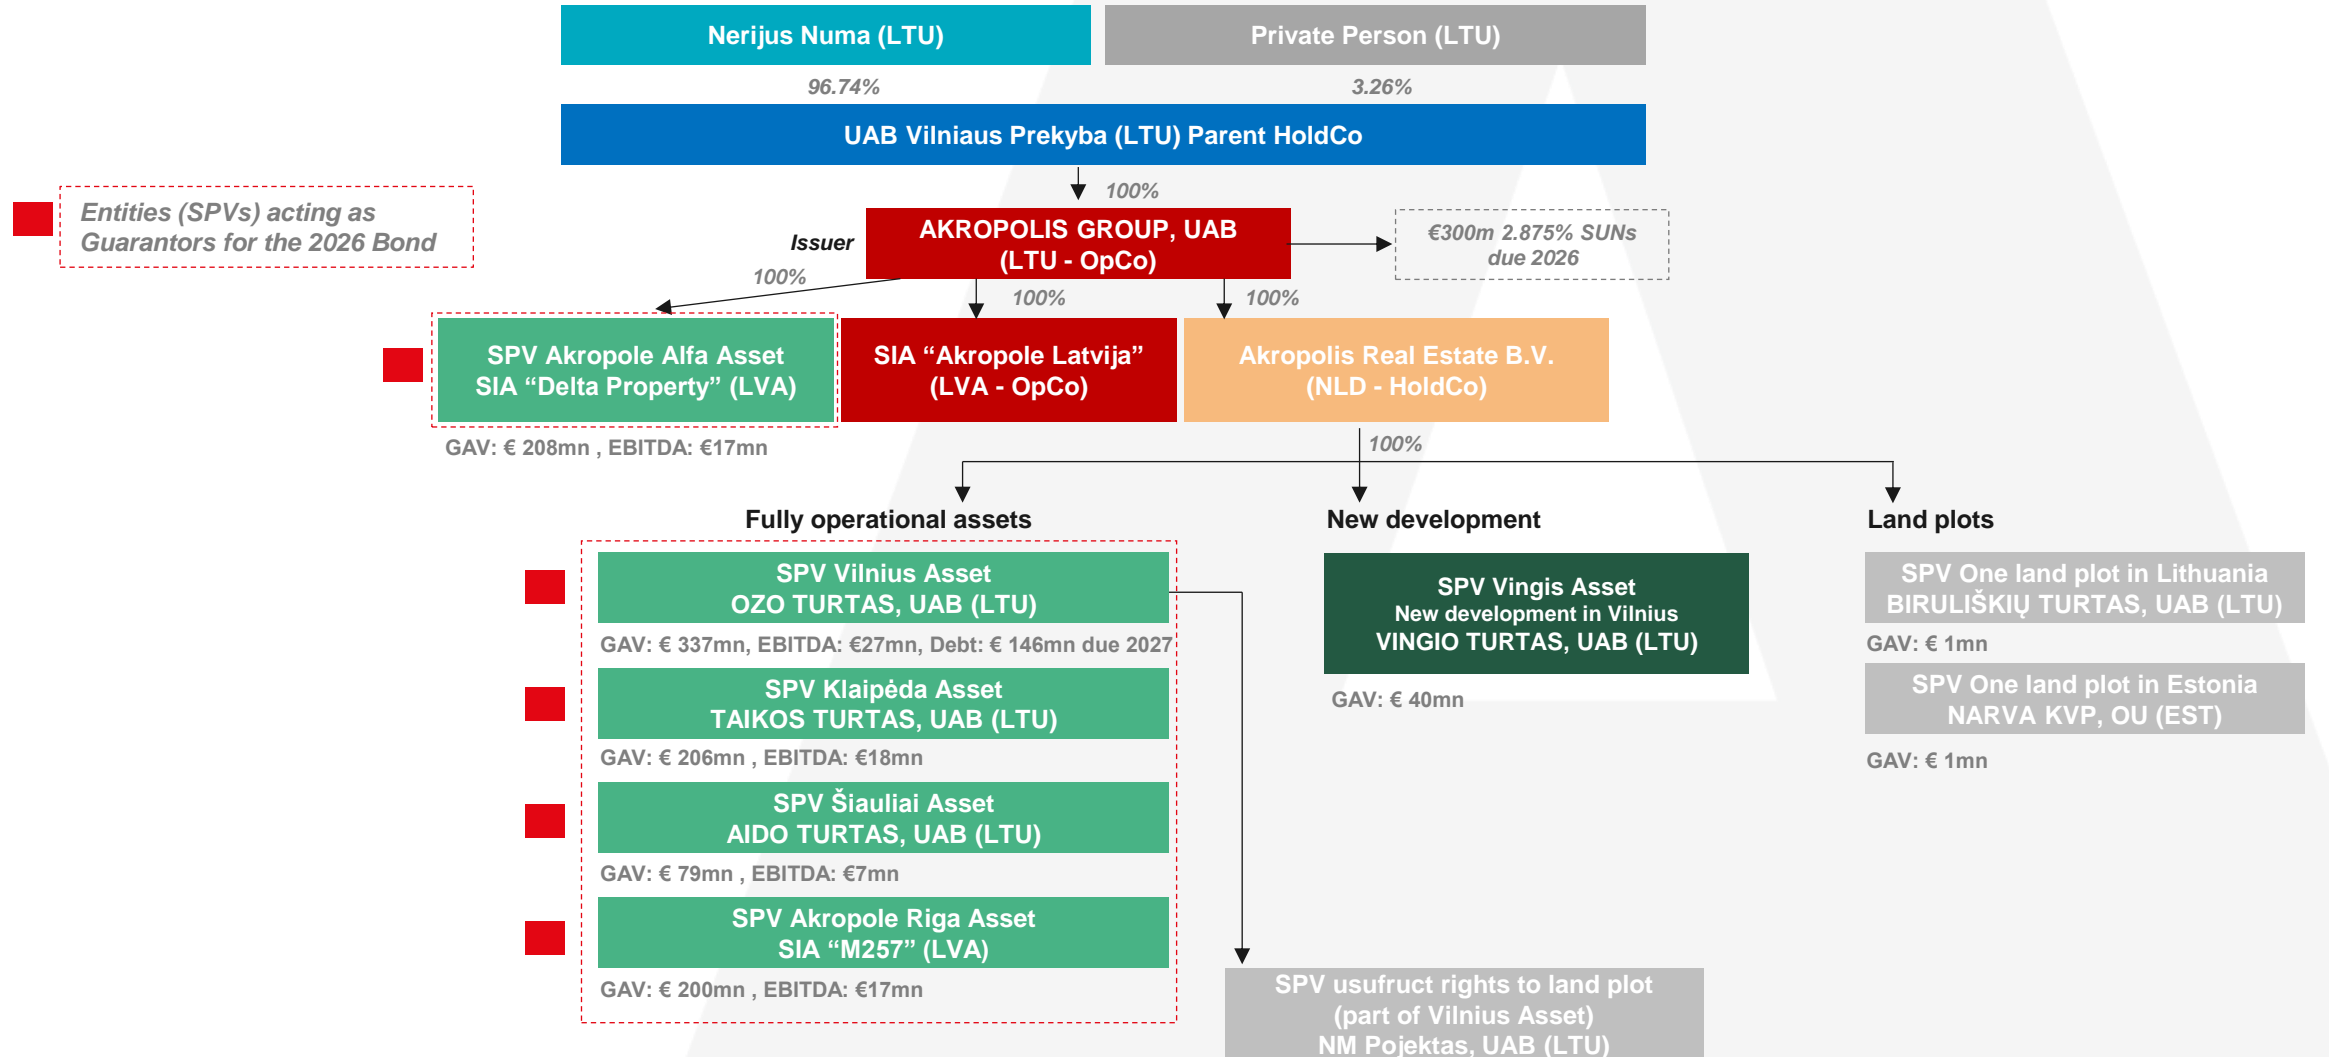 Nerijus Numa (LTU)
Private Person (LTU)
96.74%
3.26%
UAB Vilniaus Prekyba (LTU) Parent HoldCo
100%
Entities (SPVs) acting as
Guarantors for the 2026 Bond
Issuer
AKROPOLIS GROUP, UAB
(LTU - OpCo)
€300m 2.875% SUNs
due 2026
100%
100%
100%
SPV Akropole Alfa Asset
SIA “Delta Property” (LVA)
SIA “Akropole Latvija”
(LVA - OpCo)
Akropolis Real Estate B.V.
(NLD - HoldCo)
GAV: € 208mn , EBITDA: €17mn
100%
Fully operational assets
SPV Vilnius Asset
OZO TURTAS, UAB (LTU)
GAV: € 337mn, EBITDA: €27mn, Debt: € 146mn due 2027
SPV Klaipėda Asset
TAIKOS TURTAS, UAB (LTU)
GAV: € 206mn , EBITDA: €18mn
SPV Šiauliai Asset
AIDO TURTAS, UAB (LTU)
GAV: € 79mn , EBITDA: €7mn
SPV Akropole Riga Asset
SIA “M257” (LVA)
GAV: € 200mn , EBITDA: €17mn
New development
SPV Vingis Asset
New development in Vilnius
VINGIO TURTAS, UAB (LTU)
GAV: € 40mn
Land plots
SPV One land plot in Lithuania
BIRULIŠKIŲ TURTAS, UAB (LTU)
GAV: € 1mn
SPV One land plot in Estonia
NARVA KVP, OU (EST)
GAV: € 1mn
SPV usufruct rights to land plot
(part of Vilnius Asset)
NM Pojektas, UAB (LTU)